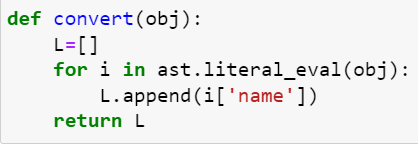 def convert(obj):
    L=[]
    for i in ast.literal_eval(obj):
        L.append(i['name'])
    return L